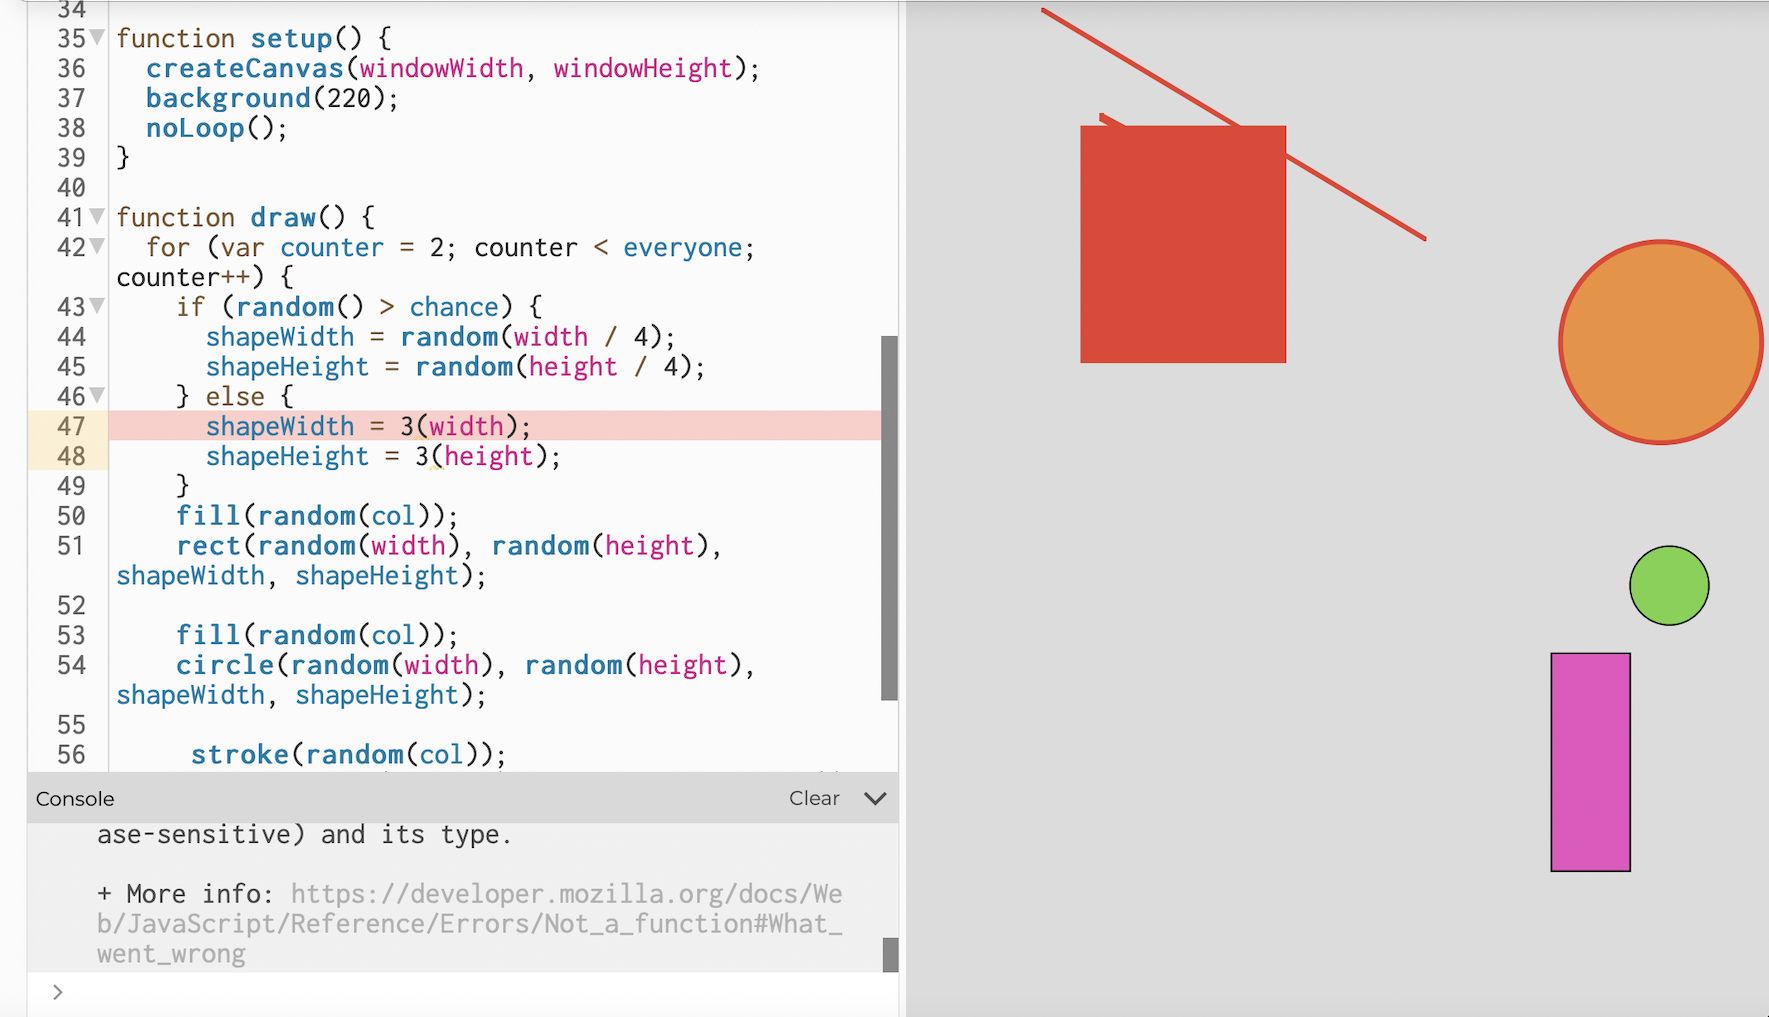 34
35 function setup() {
36 createCanvas(windowWidth, windowHeight);
37 background(220);
38 noLoop();
39 }
40
41 function draw() {
42 for (var counter = 2; counter < everyone;
counter++) {
43 if (random() > chance) {
44 shapeWidth = random(width / 4);
45 shapeHeight = random(height / 4);
46 } else {
47 shapeWidth = 3(width);
48 shapeHeight = 3(height);
49 }
50 fill(random(col));
51 rect(random(width), random(height),
shapeWidth, shapeHeight);
52
53 fill(random(col));
54 circle(random(width), random(height),
shapeWidth, shapeHeight);
55
56 stroke(random(col));
Console Clear
ase-sensitive) and its type.
+ More info: https://developer.mozilla.org/docs/We
b/JavaScript/Reference/Errors/Not_a_function#What_
went_wrong
>